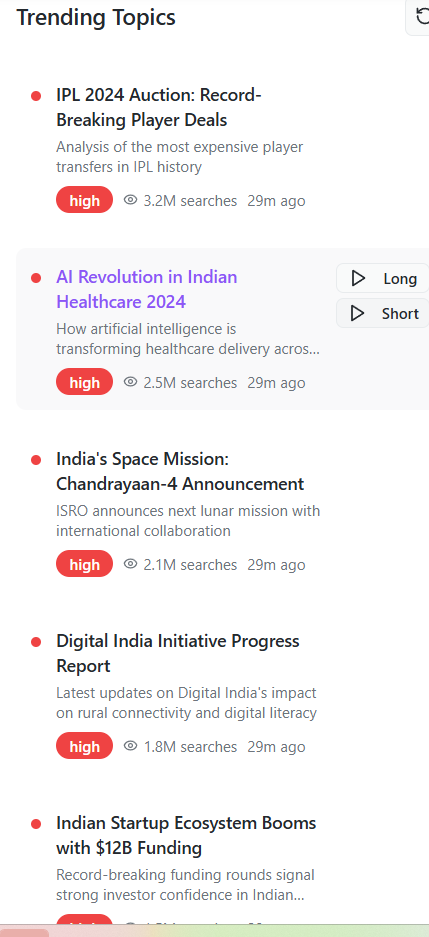 Trending Topics
IPL 2024 Auction: Record-
Breaking Player Deals
Analysis of the most expensive player
transfers in IPL history
high 3.2M searches 29m ago
AI Revolution in Indian
Healthcare 2024
Long
Short
How artificial intelligence is
transforming healthcare delivery acros...
high 2.5M searches 29m ago
India's Space Mission:
Chandrayaan-4 Announcement
ISRO announces next lunar mission with
international collaboration
high 2.1M searches 29m ago
Digital India Initiative Progress
Report
Latest updates on Digital India's impact
on rural connectivity and digital literacy
high 1.8M searches 29m ago
Indian Startup Ecosystem Booms
with $12B Funding
Record-breaking funding rounds signal
strong investor confidence in Indian...